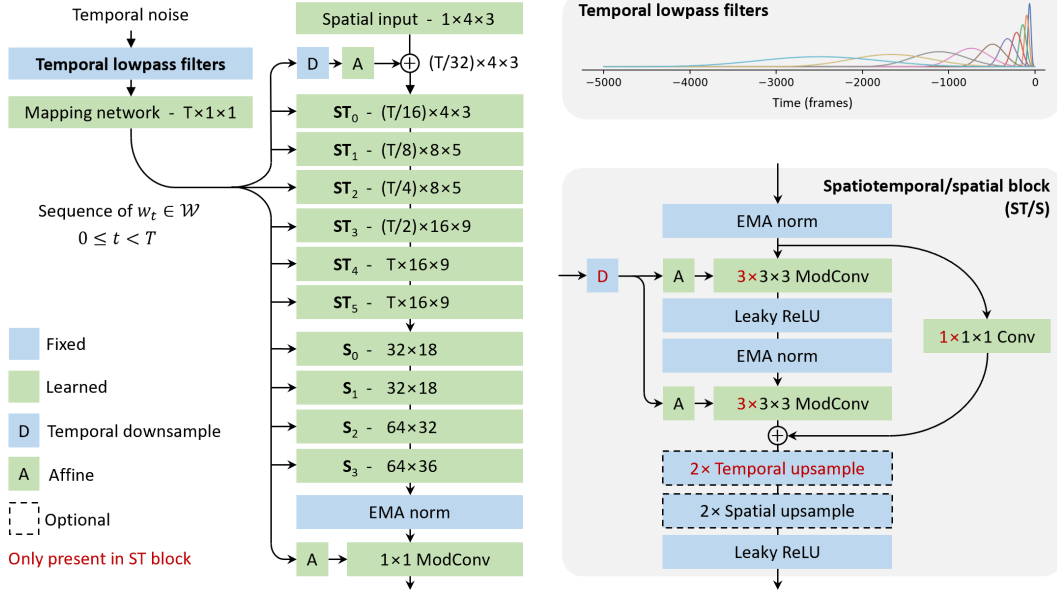 Temporal noise
Temporal lowpass filters
Mapping network - T×1×1
Sequence of w_t ∈ 𝒲
0 ≤ t < T
Fixed
Learned
D Temporal downsample
A Affine
Optional
Only present in ST block
Spatial input - 1×4×3
D A + (T/32)×4×3
ST₀ - (T/16)×4×3
ST₁ - (T/8)×8×5
ST₂ - (T/4)×8×5
ST₃ - (T/2)×16×9
ST₄ - T×16×9
ST₅ - T×16×9
S₀ - 32×18
S₁ - 32×18
S₂ - 64×32
S₃ - 64×36
EMA norm
A 1×1 ModConv
Temporal lowpass filters
−5000 −4000 −3000 −2000 −1000 0
Time (frames)
Spatiotemporal/spatial block
(ST/S)
EMA norm
D A 3×3×3 ModConv
Leaky ReLU
1×1×1 Conv
EMA norm
A 3×3×3 ModConv
+
2× Temporal upsample
2× Spatial upsample
Leaky ReLU